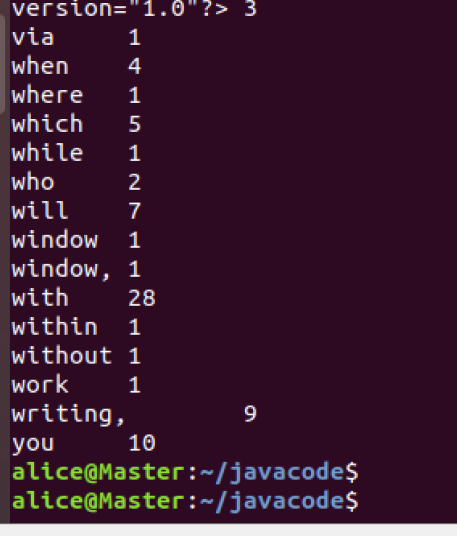 version="1.0"?> 3
via 1
when 4
where 1
which 5
while 1
who 2
will 7
window 1
window, 1
with 28
within 1
without 1
work 1
writing, 9
you 10
alice@Master:~/javacode$
alice@Master:~/javacode$